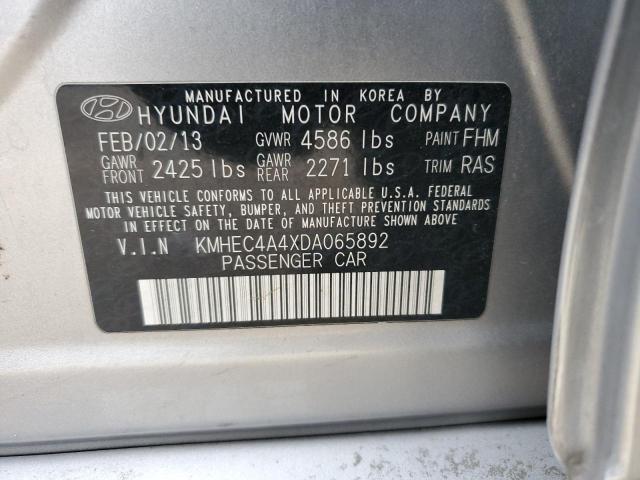 MANUFACTURED IN KOREA BY
HYUNDAI MOTOR COMPANY
FEB/02/13 GVWR 4586 lbs PAINT FHM
GAWR FRONT 2425 lbs GAWR REAR 2271 lbs TRIM RAS
THIS VEHICLE CONFORMS TO ALL APPLICABLE U.S.A. FEDERAL
MOTOR VEHICLE SAFETY, BUMPER, AND THEFT PREVENTION STANDARDS
IN EFFECT ON THE DATE OF MANUFACTURE SHOWN ABOVE.
V.I.N KMHEC4A4XDA065892
PASSENGER CAR